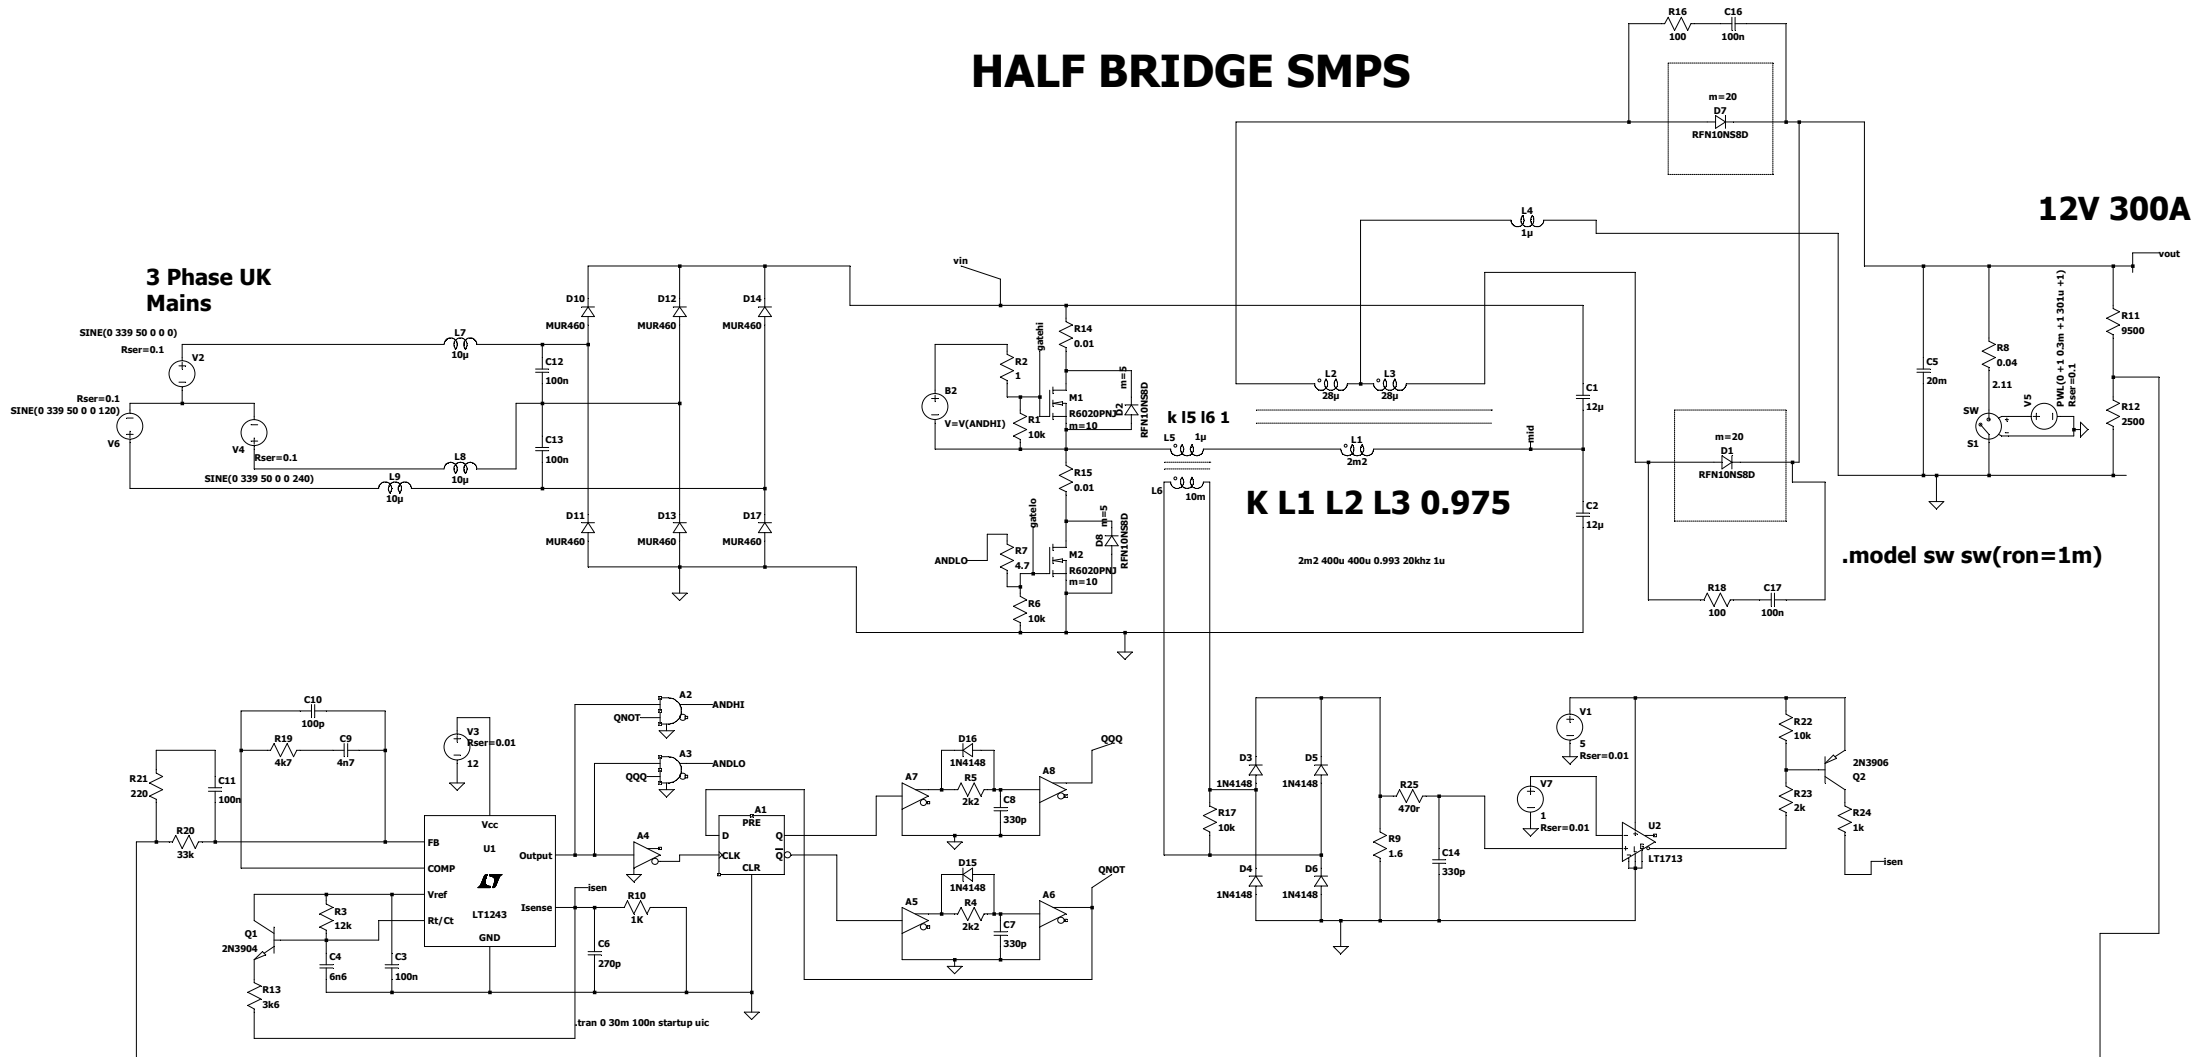 HALF BRIDGE SMPS
R16
100
C16
100n
m=20
D7
RFN10NS8D
12V 300A
L4
1µ
vout
3 Phase UK
Mains
vin
SINE(0 339 50 0 0 0)
Rser=0.1
V2
L7
10µ
D10
MUR460
D12
MUR460
D14
MUR460
C12
100n
Rser=0.1
SINE(0 339 50 0 0 120)
V6
V4
Rser=0.1
SINE(0 339 50 0 0 240)
L8
10µ
L9
10µ
C13
100n
D11
MUR460
D13
MUR460
D17
MUR460
R14
0.01
gatehi
R2
1
B2
V=V(ANDHI)
R1
10k
M1
R6020PNJ
m=10
m=5
D2
RFN10NS8D
R15
0.01
gatelo
ANDLO
R7
4.7
R6
10k
M2
R6020PNJ
m=10
m=5
D8
RFN10NS8D
L2
28µ
L3
28µ
k l5 l6 1
L5
1µ
L1
2m2
mid
L6
10m
K L1 L2 L3 0.975
2m2 400u 400u 0.993 20khz 1u
C1
12µ
C2
12µ
m=20
D1
RFN10NS8D
R18
100
C17
100n
C5
20m
R8
0.04
2.11
SW
S1
V5
PWL(0 +1 0.3m +1 301u +1)
Rser=0.1
R11
9500
R12
2500
.model sw sw(ron=1m)
C10
100p
R19
4k7
C9
4n7
R21
220
C11
100n
R20
33k
V3
Rser=0.01
12
Vcc
FB
U1
Output
COMP
Vref
LT1243
Isense
Rt/Ct
GND
R3
12k
Q1
2N3904
C4
6n6
C3
100n
R13
3k6
isen
R10
1K
C6
270p
.tran 0 30m 100n startup uic
A2
QNOT
ANDHI
A3
QQQ
ANDLO
A4
A1
PRE
D
Q
CLK
Q
CLR
A7
D16
1N4148
R5
2k2
C8
330p
A8
QQQ
A5
D15
1N4148
R4
2k2
C7
330p
A6
QNOT
D3
1N4148
D5
1N4148
R17
10k
D4
1N4148
D6
1N4148
R25
470r
R9
1.6
C14
330p
V1
5
Rser=0.01
V7
1
Rser=0.01
U2
LT1713
R22
10k
R23
2k
2N3906
Q2
R24
1k
isen